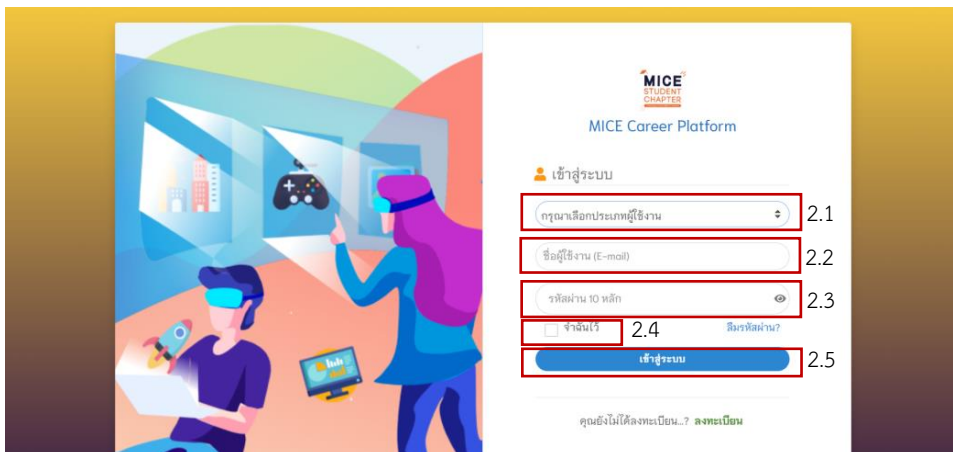 MICE
STUDENT
CHAPTER
MICE Career Platform
เข้าสู่ระบบ
กรุณาเลือกประเภทผู้ใช้งาน 2.1
ชื่อผู้ใช้งาน (E-mail) 2.2
รหัสผ่าน 10 หลัก 2.3
จำฉันไว้ 2.4 ลืมรหัสผ่าน?
เข้าสู่ระบบ 2.5
คุณยังไม่ได้ลงทะเบียน...? ลงทะเบียน